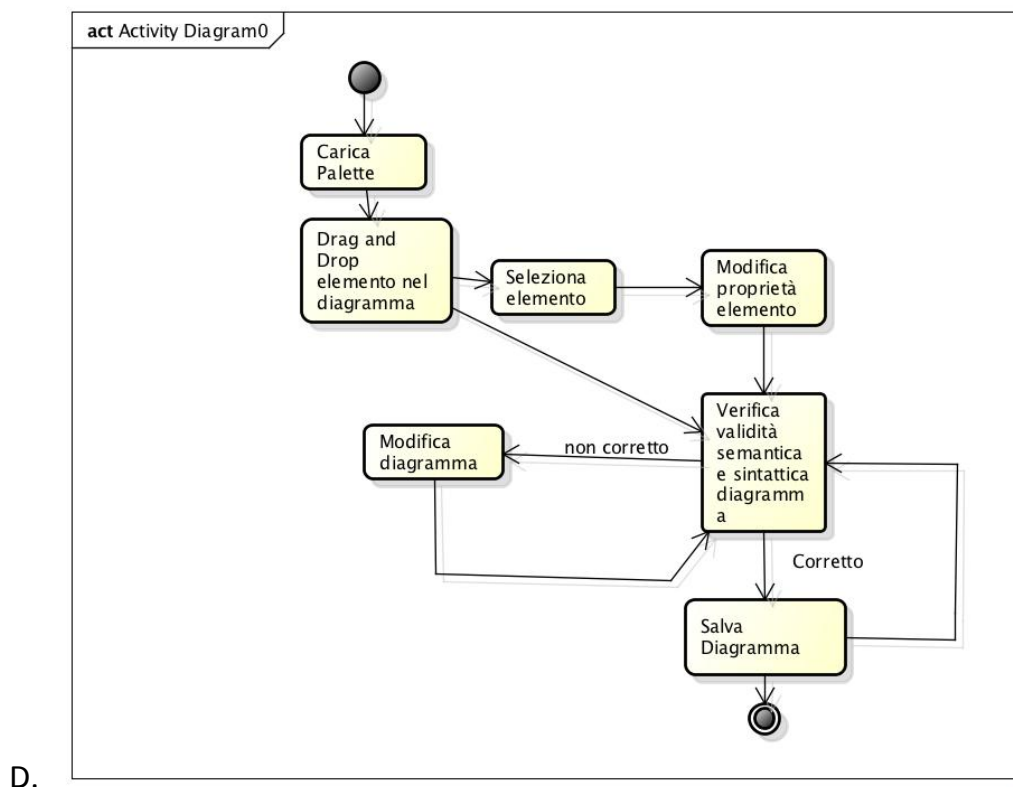 act Activity Diagram0
Carica
Palette
Drag and
Drop
elemento nel
diagramma
Seleziona
elemento
Modifica
proprietà
elemento
Verifica
validità
semantica
e sintattica
diagramm
a
non corretto
Modifica
diagramma
Corretto
Salva
Diagramma
D.